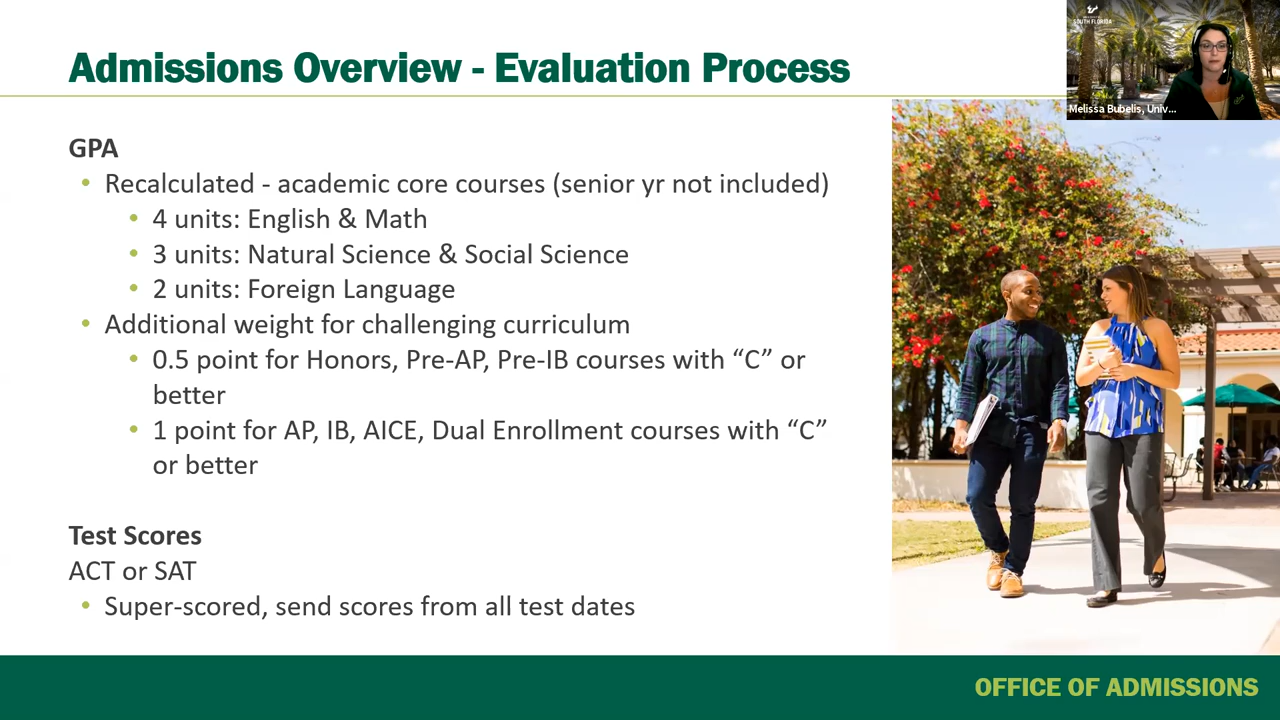 Admissions Overview - Evaluation Process
SOUTH FLORIDA
Melissa Bubelis, Univ...
GPA
• Recalculated - academic core courses (senior yr not included)
• 4 units: English & Math
• 3 units: Natural Science & Social Science
• 2 units: Foreign Language
• Additional weight for challenging curriculum
• 0.5 point for Honors, Pre-AP, Pre-IB courses with “C” or
better
• 1 point for AP, IB, AICE, Dual Enrollment courses with “C”
or better
Test Scores
ACT or SAT
• Super-scored, send scores from all test dates
OFFICE OF ADMISSIONS